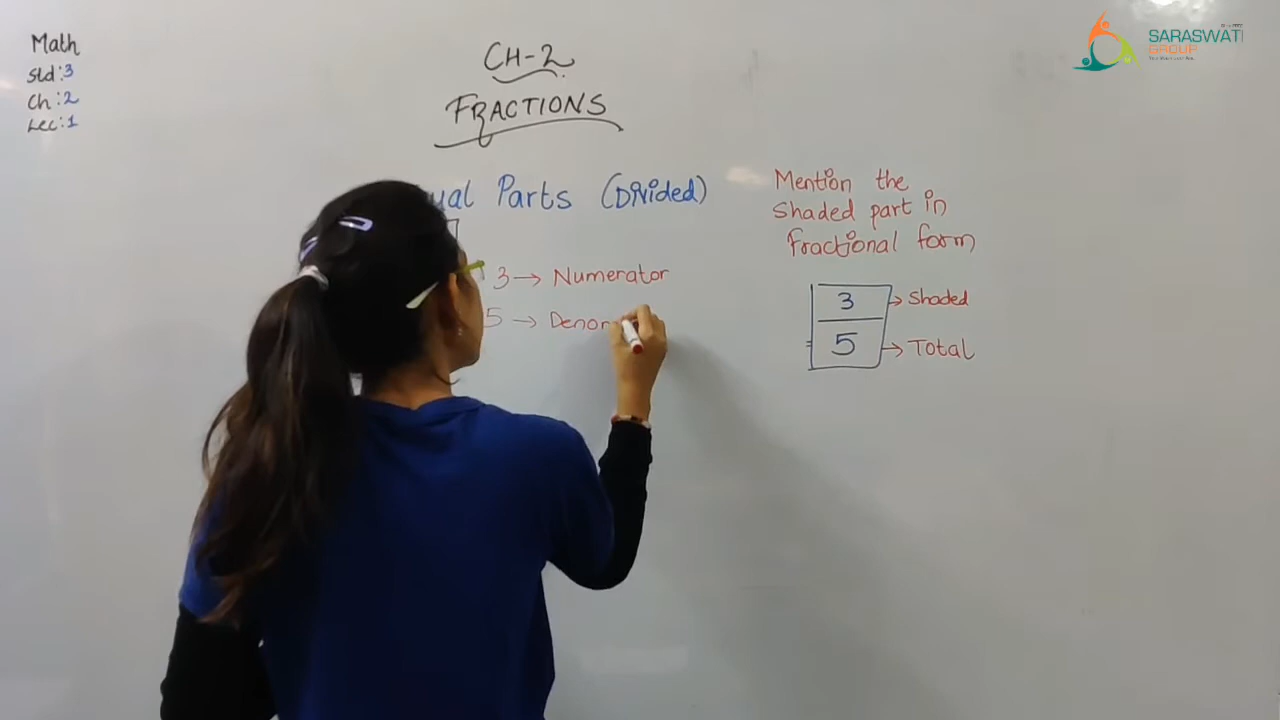 Math
Std:3
Ch:2
Lec:1
CH-2
FRACTIONS
Parts (Divided)
3 → Numerator
5 →
Mention the
Shaded part in
Fractional form
3 → Shaded
5 → Total
SARASWATI
GROUP